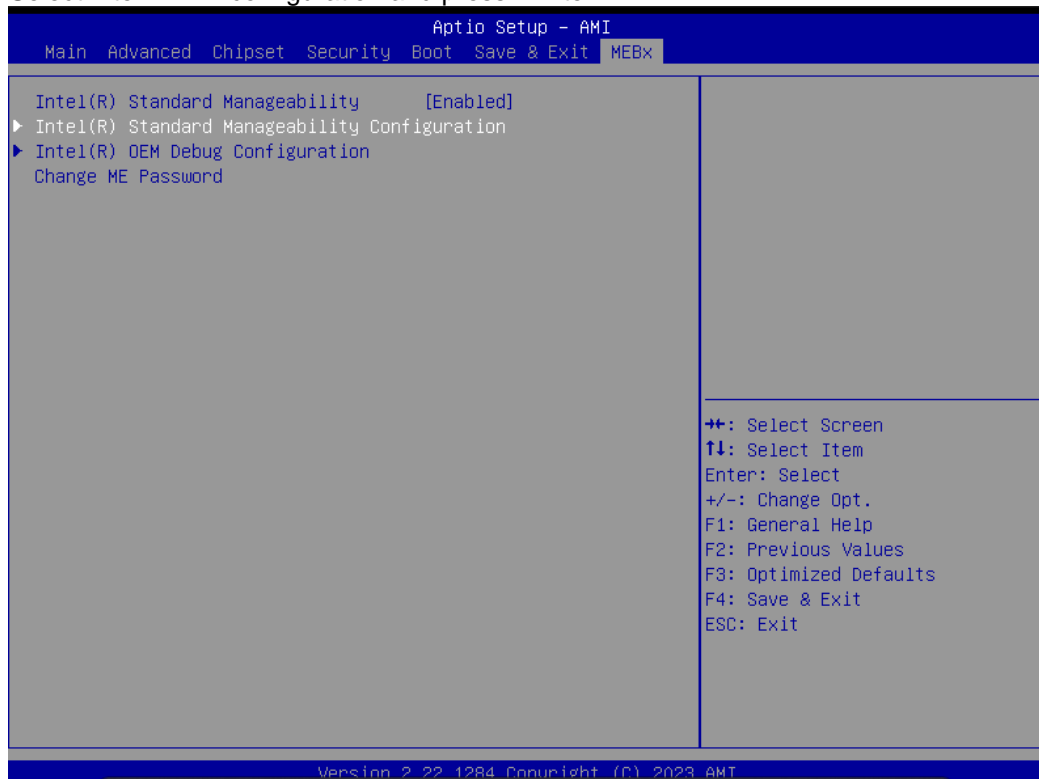 Aptio Setup – AMI
Main Advanced Chipset Security Boot Save & Exit MEBx
Intel(R) Standard Manageability [Enabled]
Intel(R) Standard Manageability Configuration
Intel(R) OEM Debug Configuration
Change ME Password
→←: Select Screen
↑↓: Select Item
Enter: Select
+/-: Change Opt.
F1: General Help
F2: Previous Values
F3: Optimized Defaults
F4: Save & Exit
ESC: Exit
Version 2.22.1284 Copyright (C) 2023 AMI